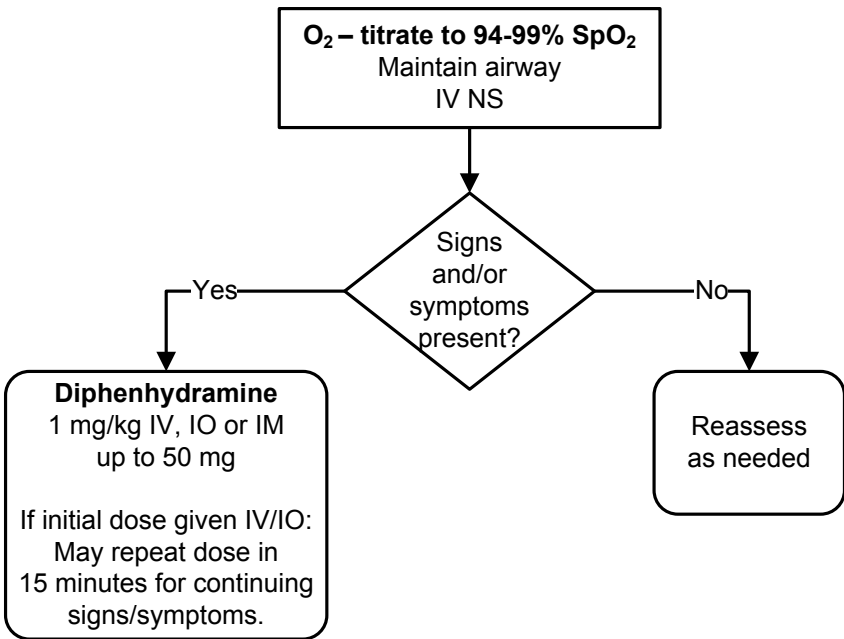 O₂ – titrate to 94-99% SpO₂
Maintain airway
IV NS
Signs
and/or
symptoms
present?
Yes
No
Diphenhydramine
1 mg/kg IV, IO or IM
up to 50 mg
If initial dose given IV/IO:
May repeat dose in
15 minutes for continuing
signs/symptoms.
Reassess
as needed